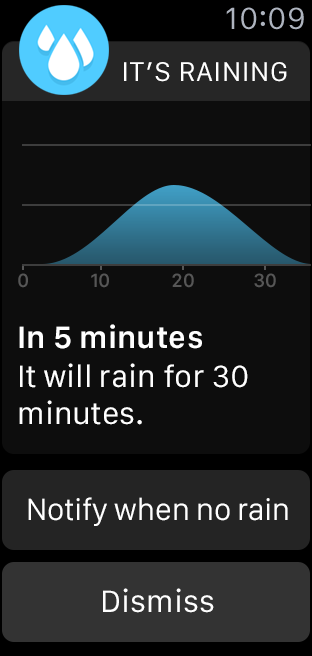 10:09
IT’S RAINING
0 10 20 30
In 5 minutes
It will rain for 30
minutes.
Notify when no rain
Dismiss